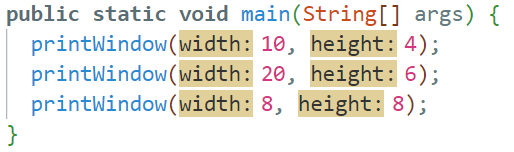 public static void main(String[] args) {
printWindow(width: 10, height: 4);
printWindow(width: 20, height: 6);
printWindow(width: 8, height: 8);
}